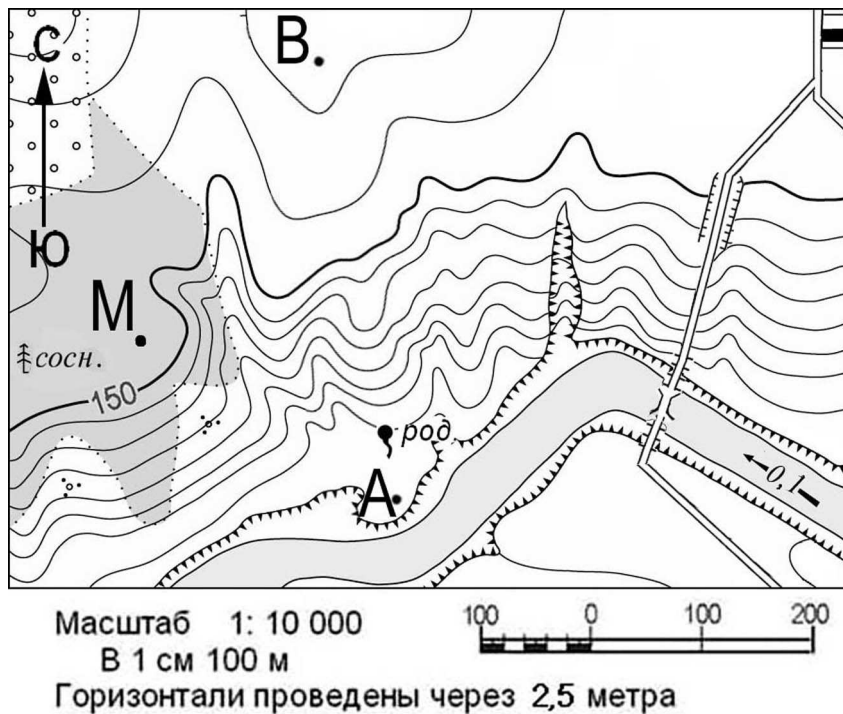 С
В
Ю
М
сосн.
150
род.
А
0,1
Масштаб 1: 10 000
В 1 см 100 м
Горизонтали проведены через 2,5 метра
100 0 100 200